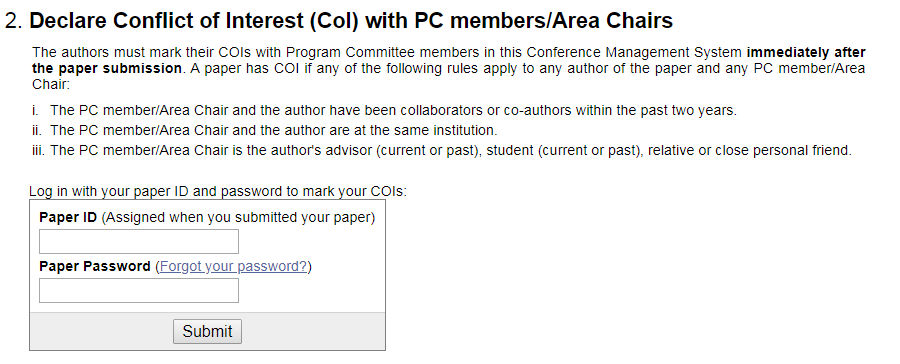 2. Declare Conflict of Interest (CoI) with PC members/Area Chairs
The authors must mark their COIs with Program Committee members in this Conference Management System immediately after
the paper submission. A paper has COI if any of the following rules apply to any author of the paper and any PC member/Area
Chair:
i. The PC member/Area Chair and the author have been collaborators or co-authors within the past two years.
ii. The PC member/Area Chair and the author are at the same institution.
iii. The PC member/Area Chair is the author's advisor (current or past), student (current or past), relative or close personal friend.
Log in with your paper ID and password to mark your COIs:
Paper ID (Assigned when you submitted your paper)
Paper Password (Forgot your password?)
Submit